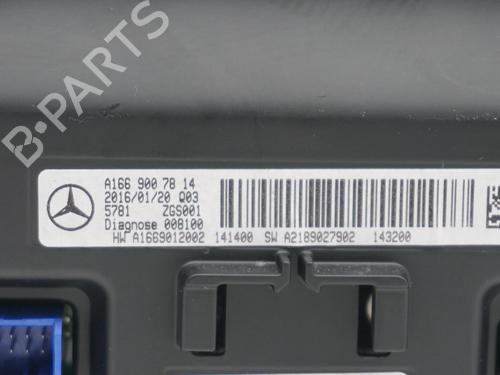 B-PARTS
A166 900 78 14
2016/01/20 Q03
5781 ZGS001
Diagnose 008100
HW A1669012002 141400 SW A2189027902 143200